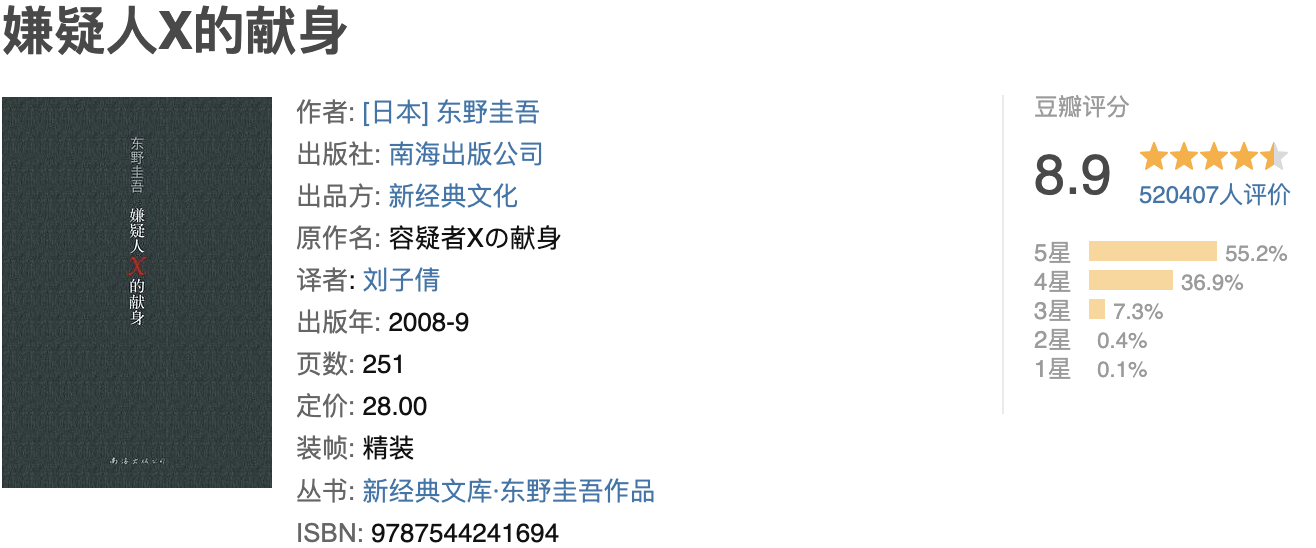 嫌疑人X的献身
东野圭吾
嫌疑人X的献身
南海出版公司
作者: [日本] 东野圭吾
出版社: 南海出版公司
出品方: 新经典文化
原作名: 容疑者Xの献身
译者: 刘子倩
出版年: 2008-9
页数: 251
定价: 28.00
装帧: 精装
丛书: 新经典文库·东野圭吾作品
ISBN: 9787544241694
豆瓣评分
8.9
520407人评价
5星 55.2%
4星 36.9%
3星 7.3%
2星 0.4%
1星 0.1%